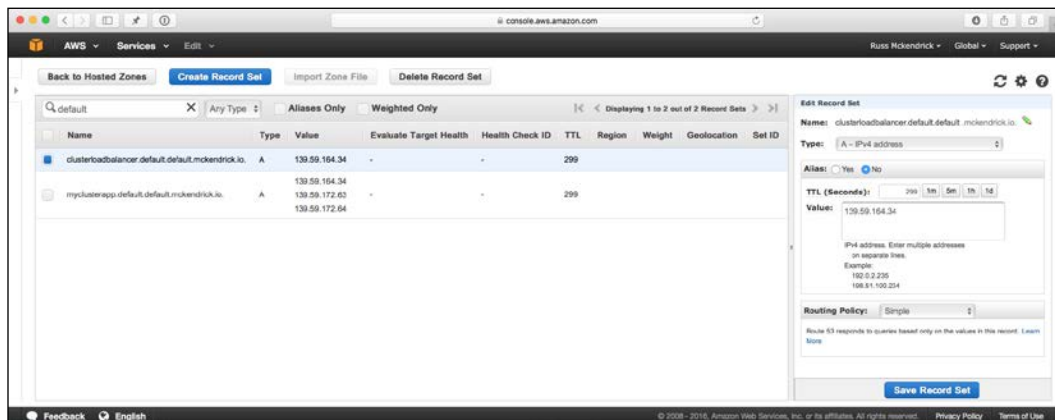 console.aws.amazon.com
AWS Services Edit Russ Mckendrick Global Support
Back to Hosted Zones Create Record Set Import Zone File Delete Record Set
default Any Type Aliases Only Weighted Only Displaying 1 to 2 out of 2 Record Sets
Name Type Value Evaluate Target Health Health Check ID TTL Region Weight Geolocation Set ID
clusterloadbalancer.default.default.mckendrick.io. A 139.59.164.34 - - 299
myclusterapp.default.default.mckendrick.io. A 139.59.164.34 - - 299
139.59.172.63
139.59.172.64
Edit Record Set
Name: clusterloadbalancer.default.default .mckendrick.io.
Type: A – IPv4 address
Alias: Yes No
TTL (Seconds): 299 1m 5m 1h 1d
Value: 139.59.164.34
IPv4 address. Enter multiple addresses
on separate lines.
Example:
192.0.2.235
198.51.100.234
Routing Policy: Simple
Route 53 responds to queries based only on the values in this record. Learn
More
Save Record Set
Feedback English © 2008 - 2016, Amazon Web Services, Inc. or its affiliates. All rights reserved. Privacy Policy Terms of Use